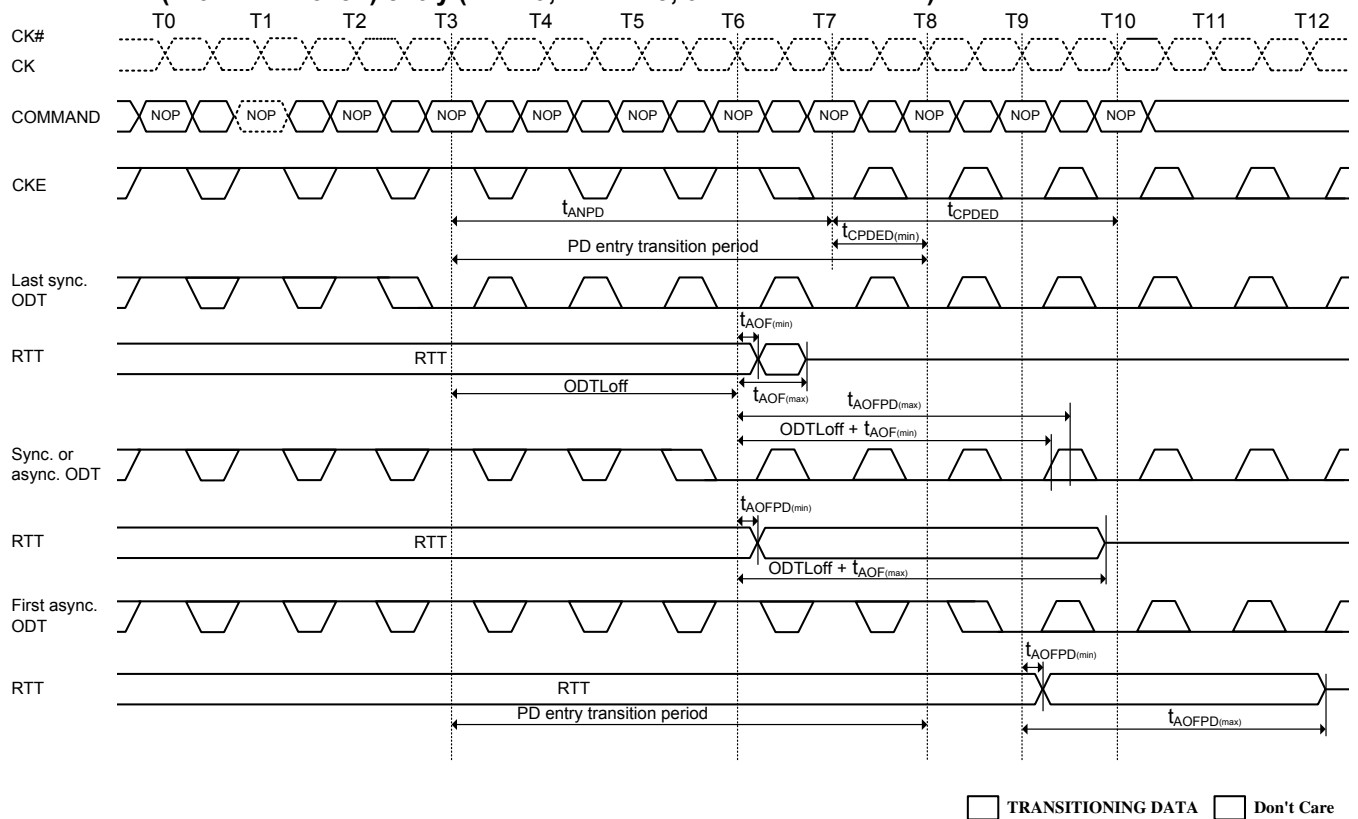 entry
T0 T1 T2 T3 T4 T5 T6 T7 T8 T9 T10 T11 T12
CK#
CK
COMMAND NOP NOP NOP NOP NOP NOP NOP NOP NOP NOP NOP
CKE
tANPD tCPDED
tCPDED(min)
PD entry transition period
Last sync.
ODT
tAOF(min)
RTT RTT
ODTLoff tAOF(max)
tAOFPD(max)
ODTLoff + tAOF(min)
Sync. or
async. ODT
tAOFPD(min)
RTT RTT
ODTLoff + tAOF(max)
First async.
ODT
tAOFPD(min)
RTT RTT
PD entry transition period tAOFPD(max)
TRANSITIONING DATA Don't Care